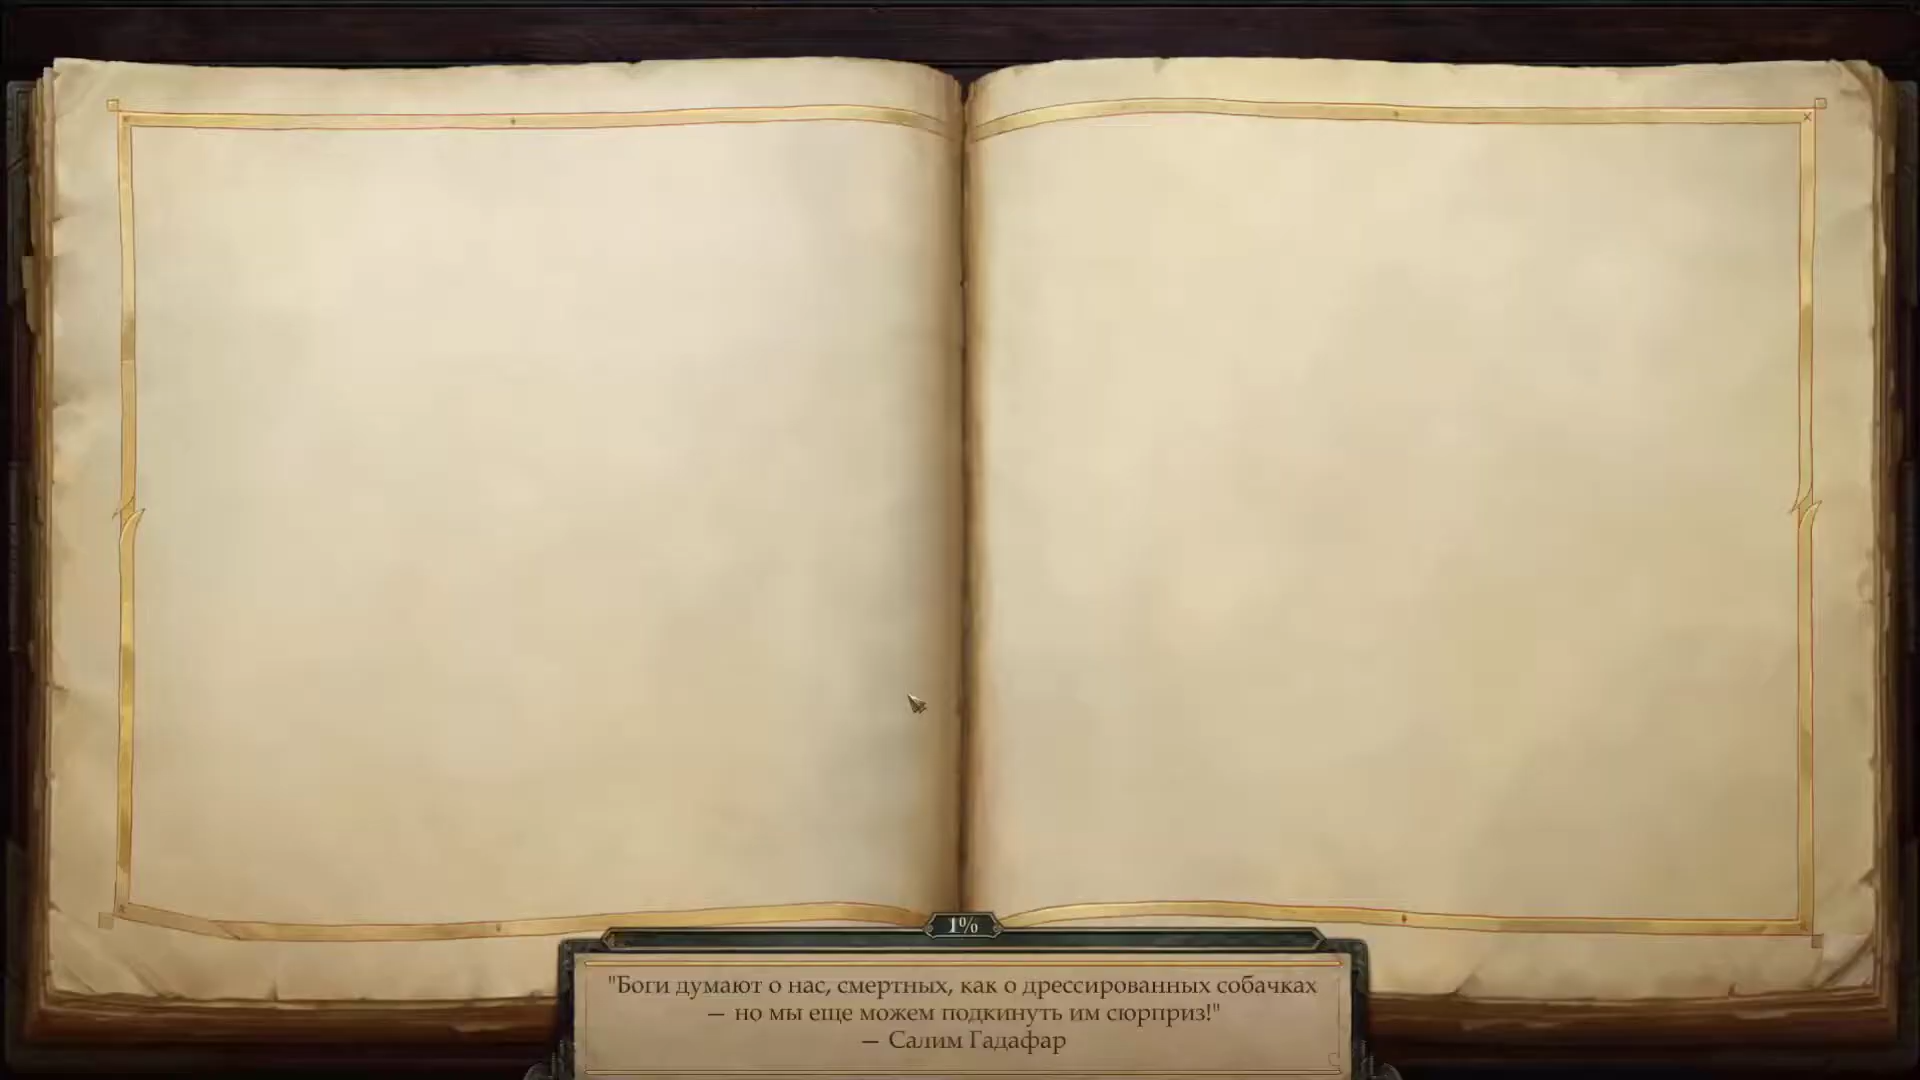 1%
"Боги думают о нас, смертных, как о дрессированных собачках
— но мы еще можем подкинуть им сюрприз!"
— Салим Гадафар